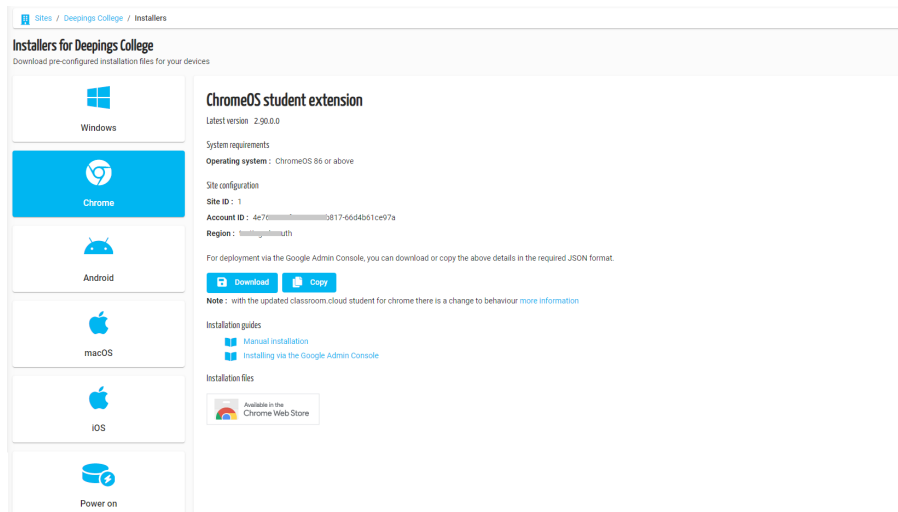 Sites / Deepings College / Installers
Installers for Deepings College
Download pre-configured installation files for your devices
Windows
Chrome
Android
macOS
iOS
Power on
ChromeOS student extension
Latest version 2.90.0.0
System requirements
Operating system : ChromeOS 86 or above
Site configuration
Site ID : 1
Account ID : 4e76 b817-66d4b61ce97a
Region : uth
For deployment via the Google Admin Console, you can download or copy the above details in the required JSON format.
Download Copy
Note : with the updated classroom.cloud student for chrome there is a change to behaviour more information
Installation guides
Manual installation
Installing via the Google Admin Console
Installation files
Available in the
Chrome Web Store